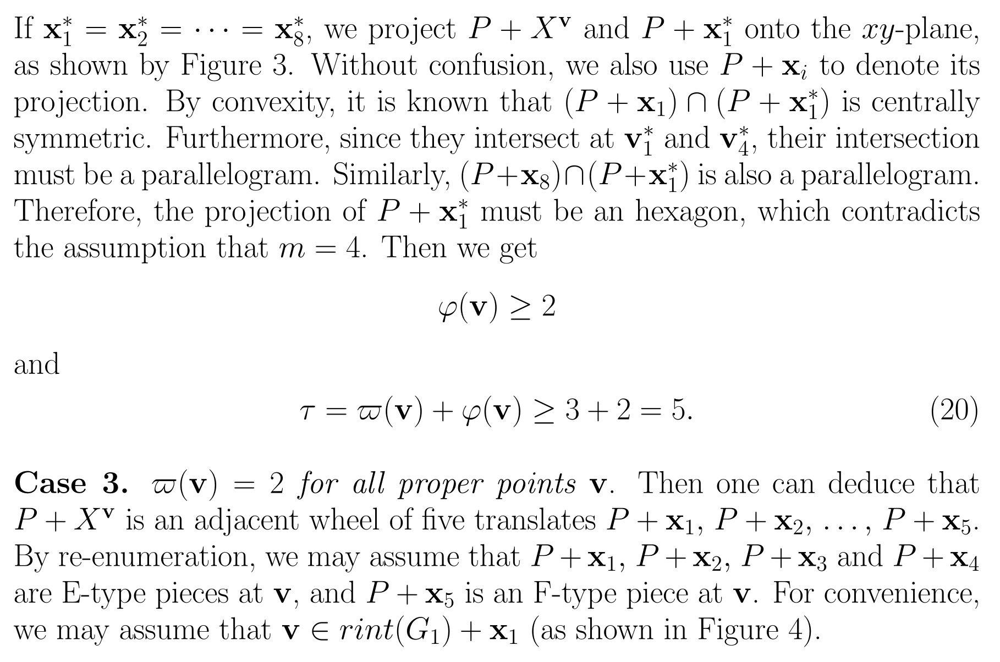 If $\mathbf{x}_1^* = \mathbf{x}_2^* = \cdots = \mathbf{x}_8^*$, we project $P + X^{\mathbf{v}}$ and $P + \mathbf{x}_1^*$ onto the $xy$-plane,
as shown by Figure 3. Without confusion, we also use $P + \mathbf{x}_i$ to denote its
projection. By convexity, it is known that $(P + \mathbf{x}_1) \cap (P + \mathbf{x}_1^*)$ is centrally
symmetric. Furthermore, since they intersect at $\mathbf{v}_1^*$ and $\mathbf{v}_4^*$, their intersection
must be a parallelogram. Similarly, $(P+\mathbf{x}_8)\cap(P+\mathbf{x}_1^*)$ is also a parallelogram.
Therefore, the projection of $P + \mathbf{x}_1^*$ must be an hexagon, which contradicts
the assumption that $m = 4$. Then we get
$\varphi(\mathbf{v}) \geq 2$
and
$\tau = \varpi(\mathbf{v}) + \varphi(\mathbf{v}) \geq 3 + 2 = 5.$ (20)
**Case 3.** $\varpi(\mathbf{v}) = 2$ *for all proper points* $\mathbf{v}$. Then one can deduce that
$P + X^{\mathbf{v}}$ is an adjacent wheel of five translates $P + \mathbf{x}_1$, $P + \mathbf{x}_2$, $\ldots$, $P + \mathbf{x}_5$.
By re-enumeration, we may assume that $P + \mathbf{x}_1$, $P + \mathbf{x}_2$, $P + \mathbf{x}_3$ and $P + \mathbf{x}_4$
are E-type pieces at $\mathbf{v}$, and $P + \mathbf{x}_5$ is an F-type piece at $\mathbf{v}$. For convenience,
we may assume that $\mathbf{v} \in rint(G_1) + \mathbf{x}_1$ (as shown in Figure 4).